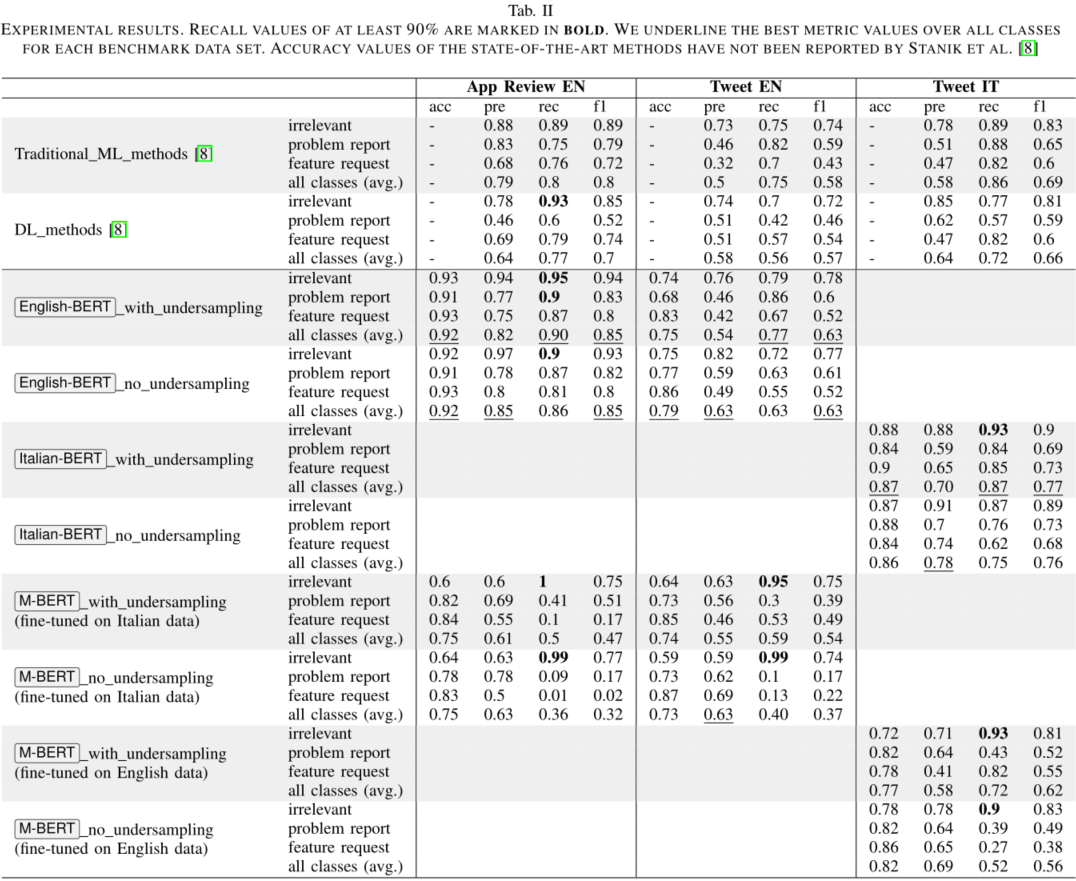 Tab. II
EXPERIMENTAL RESULTS. RECALL VALUES OF AT LEAST 90% ARE MARKED IN BOLD. WE UNDERLINE THE BEST METRIC VALUES OVER ALL CLASSES
FOR EACH BENCHMARK DATA SET. ACCURACY VALUES OF THE STATE-OF-THE-ART METHODS HAVE NOT BEEN REPORTED BY STANIK ET AL. [8]
App Review EN Tweet EN Tweet IT
acc pre rec f1 acc pre rec f1 acc pre rec f1
Traditional_ML_methods [8]
irrelevant - 0.88 0.89 0.89 - 0.73 0.75 0.74 - 0.78 0.89 0.83
problem report - 0.83 0.75 0.79 - 0.46 0.82 0.59 - 0.51 0.88 0.65
feature request - 0.68 0.76 0.72 - 0.32 0.7 0.43 - 0.47 0.82 0.6
all classes (avg.) - 0.79 0.8 0.8 - 0.5 0.75 0.58 - 0.58 0.86 0.69
DL_methods [8]
irrelevant - 0.78 0.93 0.85 - 0.74 0.7 0.72 - 0.85 0.77 0.81
problem report - 0.46 0.6 0.52 - 0.51 0.42 0.46 - 0.62 0.57 0.59
feature request - 0.69 0.79 0.74 - 0.51 0.57 0.54 - 0.47 0.82 0.6
all classes (avg.) - 0.64 0.77 0.7 - 0.58 0.56 0.57 - 0.64 0.72 0.66
English-BERT_with_undersampling
irrelevant 0.93 0.94 0.95 0.94 0.74 0.76 0.79 0.78
problem report 0.91 0.77 0.9 0.83 0.68 0.46 0.86 0.6
feature request 0.93 0.75 0.87 0.8 0.83 0.42 0.67 0.52
all classes (avg.) 0.92 0.82 0.90 0.85 0.75 0.54 0.77 0.63
English-BERT_no_undersampling
irrelevant 0.92 0.97 0.9 0.93 0.75 0.82 0.72 0.77
problem report 0.91 0.78 0.87 0.82 0.77 0.59 0.63 0.61
feature request 0.93 0.8 0.81 0.8 0.86 0.49 0.55 0.52
all classes (avg.) 0.92 0.85 0.86 0.85 0.79 0.63 0.63 0.63
Italian-BERT_with_undersampling
irrelevant 0.88 0.88 0.93 0.9
problem report 0.84 0.59 0.84 0.69
feature request 0.9 0.65 0.85 0.73
all classes (avg.) 0.87 0.70 0.87 0.77
Italian-BERT_no_undersampling
irrelevant 0.87 0.91 0.87 0.89
problem report 0.88 0.7 0.76 0.73
feature request 0.84 0.74 0.62 0.68
all classes (avg.) 0.86 0.78 0.75 0.76
M-BERT_with_undersampling
(fine-tuned on Italian data)
irrelevant 0.6 0.6 1 0.75 0.64 0.63 0.95 0.75
problem report 0.82 0.69 0.41 0.51 0.73 0.56 0.3 0.39
feature request 0.84 0.55 0.1 0.17 0.85 0.46 0.53 0.49
all classes (avg.) 0.75 0.61 0.5 0.47 0.74 0.55 0.59 0.54
M-BERT_no_undersampling
(fine-tuned on Italian data)
irrelevant 0.64 0.63 0.99 0.77 0.59 0.59 0.99 0.74
problem report 0.78 0.78 0.09 0.17 0.73 0.62 0.1 0.17
feature request 0.83 0.5 0.01 0.02 0.87 0.69 0.13 0.22
all classes (avg.) 0.75 0.63 0.36 0.32 0.73 0.63 0.40 0.37
M-BERT_with_undersampling
(fine-tuned on English data)
irrelevant 0.72 0.71 0.93 0.81
problem report 0.82 0.64 0.43 0.52
feature request 0.78 0.41 0.82 0.55
all classes (avg.) 0.77 0.58 0.72 0.62
M-BERT_no_undersampling
(fine-tuned on English data)
irrelevant 0.78 0.78 0.9 0.83
problem report 0.82 0.64 0.39 0.49
feature request 0.86 0.65 0.27 0.38
all classes (avg.) 0.82 0.69 0.52 0.56